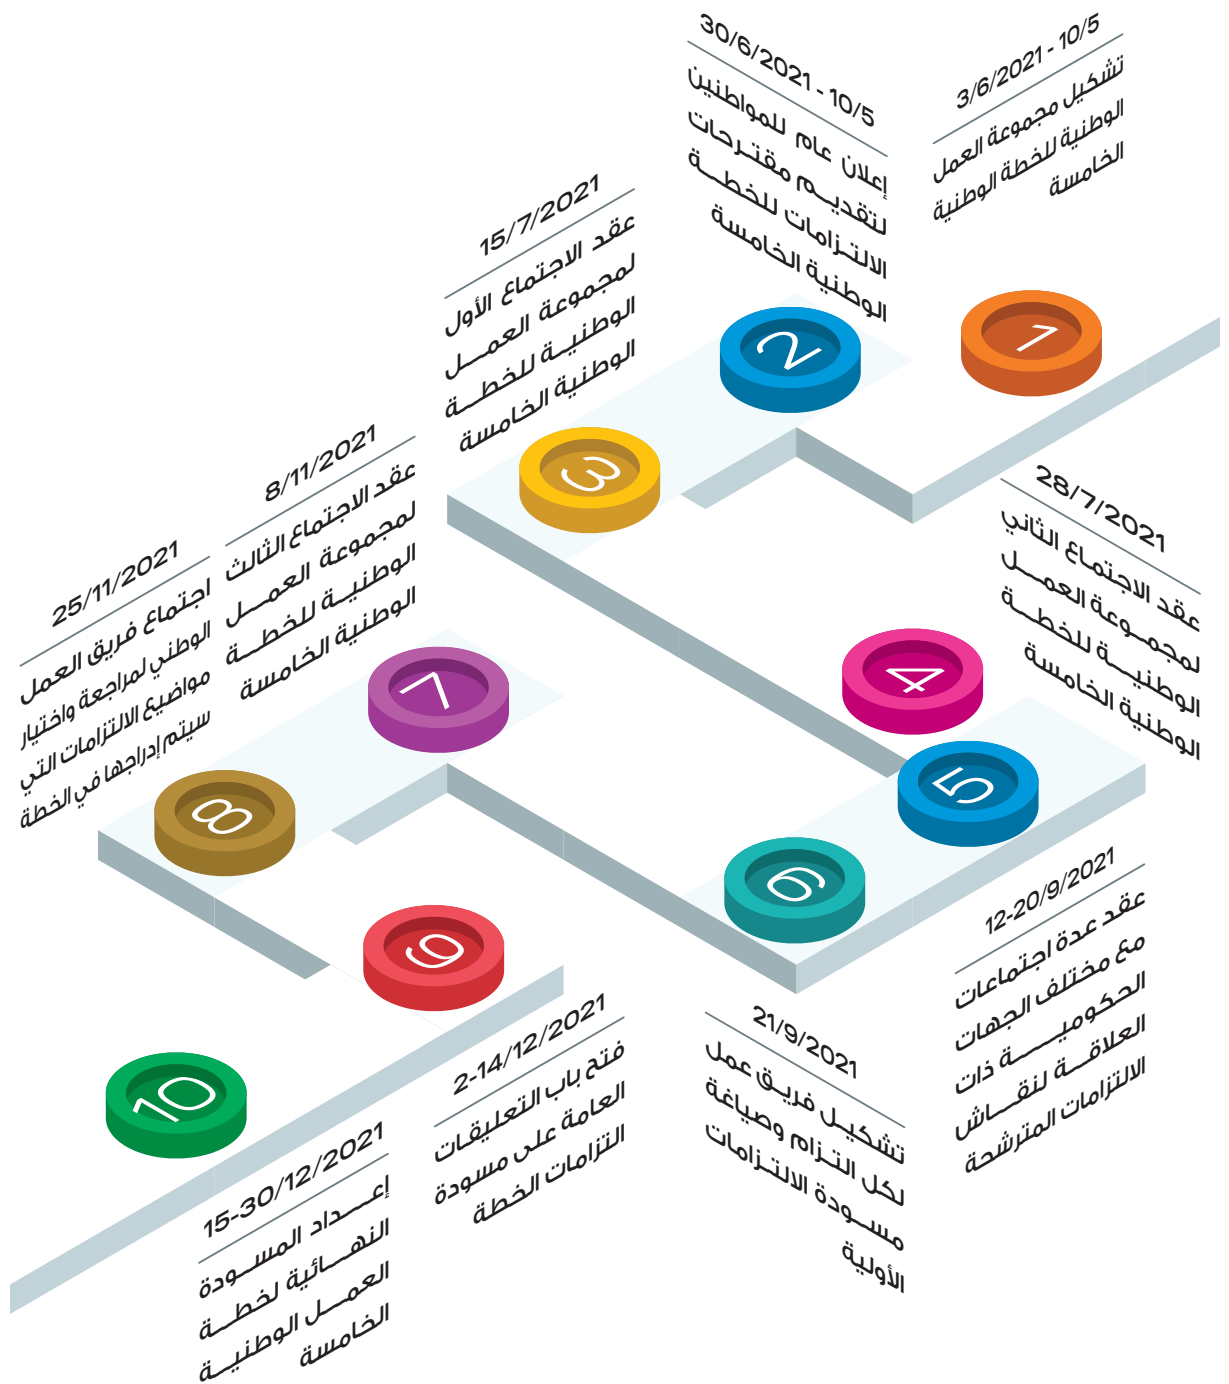 3/6/2021 - 10/5
تشكيل مجموعة العمل
الوطنية للخطة الوطنية
الخامسة
1
30/6/2021 - 10/5
إعلان عام للمواطنين
لتقديم مقترحات
الالتزامات للخطة
الوطنية الخامسة
2
15/7/2021
عقد الاجتماع الأول
لمجموعة العمل
الوطنية للخطة
الوطنية الخامسة
3
28/7/2021
عقد الاجتماع الثاني
لمجموعة العمل
الوطنية للخطة
الوطنية الخامسة
4
12-20/9/2021
عقد عدة اجتماعات
مع مختلف الجهات
الحكومية ذات
العلاقة لنقاش
الالتزامات المترشحة
5
21/9/2021
تشكيل فريق عمل
لكل التزام وصياغة
مسودة الالتزامات
الأولية
6
8/11/2021
عقد الاجتماع الثالث
لمجموعة العمل
الوطنية للخطة
الوطنية الخامسة
7
25/11/2021
اجتماع فريق العمل
الوطني لمراجعة واختيار
مواضيع الالتزامات التي
سيتم إدراجها في الخطة
8
2-14/12/2021
فتح باب التعليقات
العامة على مسودة
التزامات الخطة
9
15-30/12/2021
إعداد المسودة
النهائية لخطة
العمل الوطنية
الخامسة
10